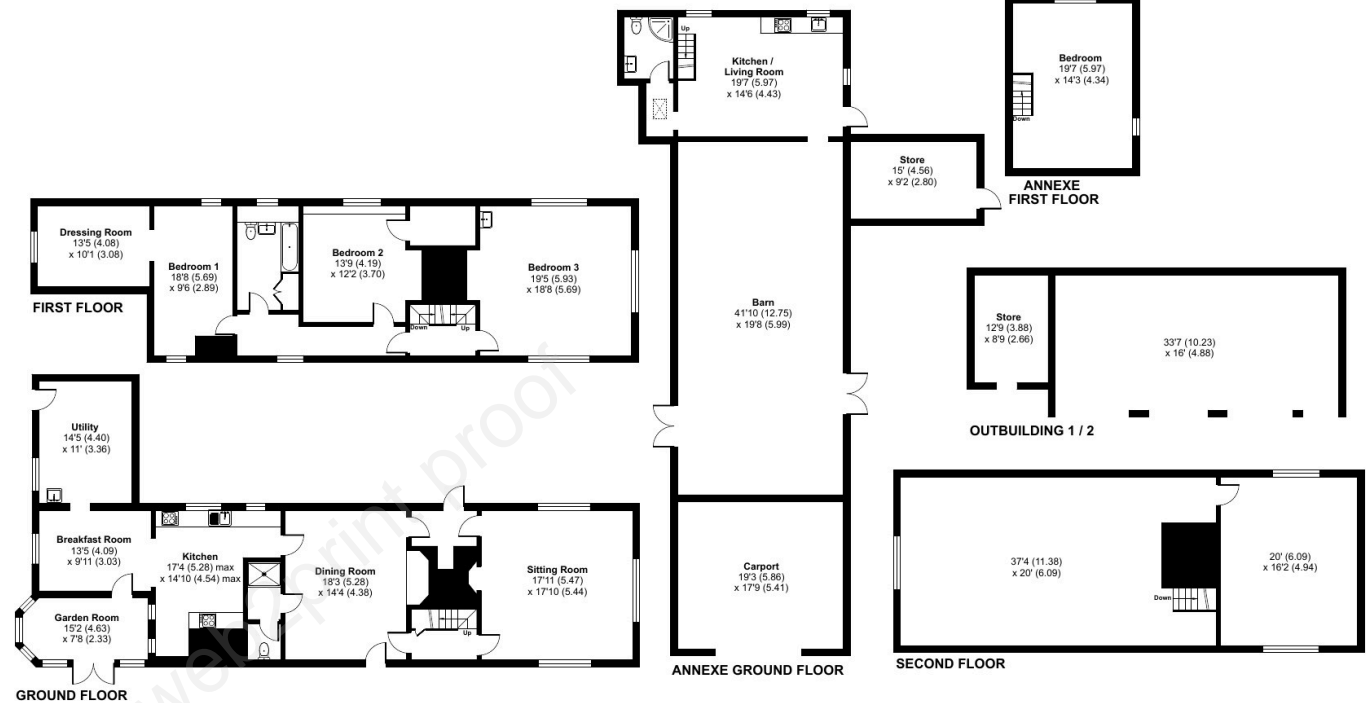 Dressing Room
13'5 (4.08)
x 10'1 (3.08)
Bedroom 1
18'8 (5.69)
x 9'6 (2.89)
Bedroom 2
13'9 (4.19)
x 12'2 (3.70)
Bedroom 3
19'5 (5.93)
x 18'8 (5.69)
Down
Up
FIRST FLOOR
Utility
14'5 (4.40)
x 11' (3.36)
Breakfast Room
13'5 (4.09)
x 9'11 (3.03)
Kitchen
17'4 (5.28) max
x 14'10 (4.54) max
Dining Room
18'3 (5.28)
x 14'4 (4.38)
Sitting Room
17'11 (5.47)
x 17'10 (5.44)
Garden Room
15'2 (4.63)
x 7'8 (2.33)
Up
GROUND FLOOR
Up
Kitchen /
Living Room
19'7 (5.97)
x 14'6 (4.43)
Store
15' (4.56)
x 9'2 (2.80)
Barn
41'10 (12.75)
x 19'8 (5.99)
Carport
19'3 (5.86)
x 17'9 (5.41)
ANNEXE GROUND FLOOR
Bedroom
19'7 (5.97)
x 14'3 (4.34)
Down
ANNEXE
FIRST FLOOR
Store
12'9 (3.88)
x 8'9 (2.66)
33'7 (10.23)
x 16' (4.88)
OUTBUILDING 1 / 2
37'4 (11.38)
x 20' (6.09)
Down
20' (6.09)
x 16'2 (4.94)
SECOND FLOOR
web2print proof